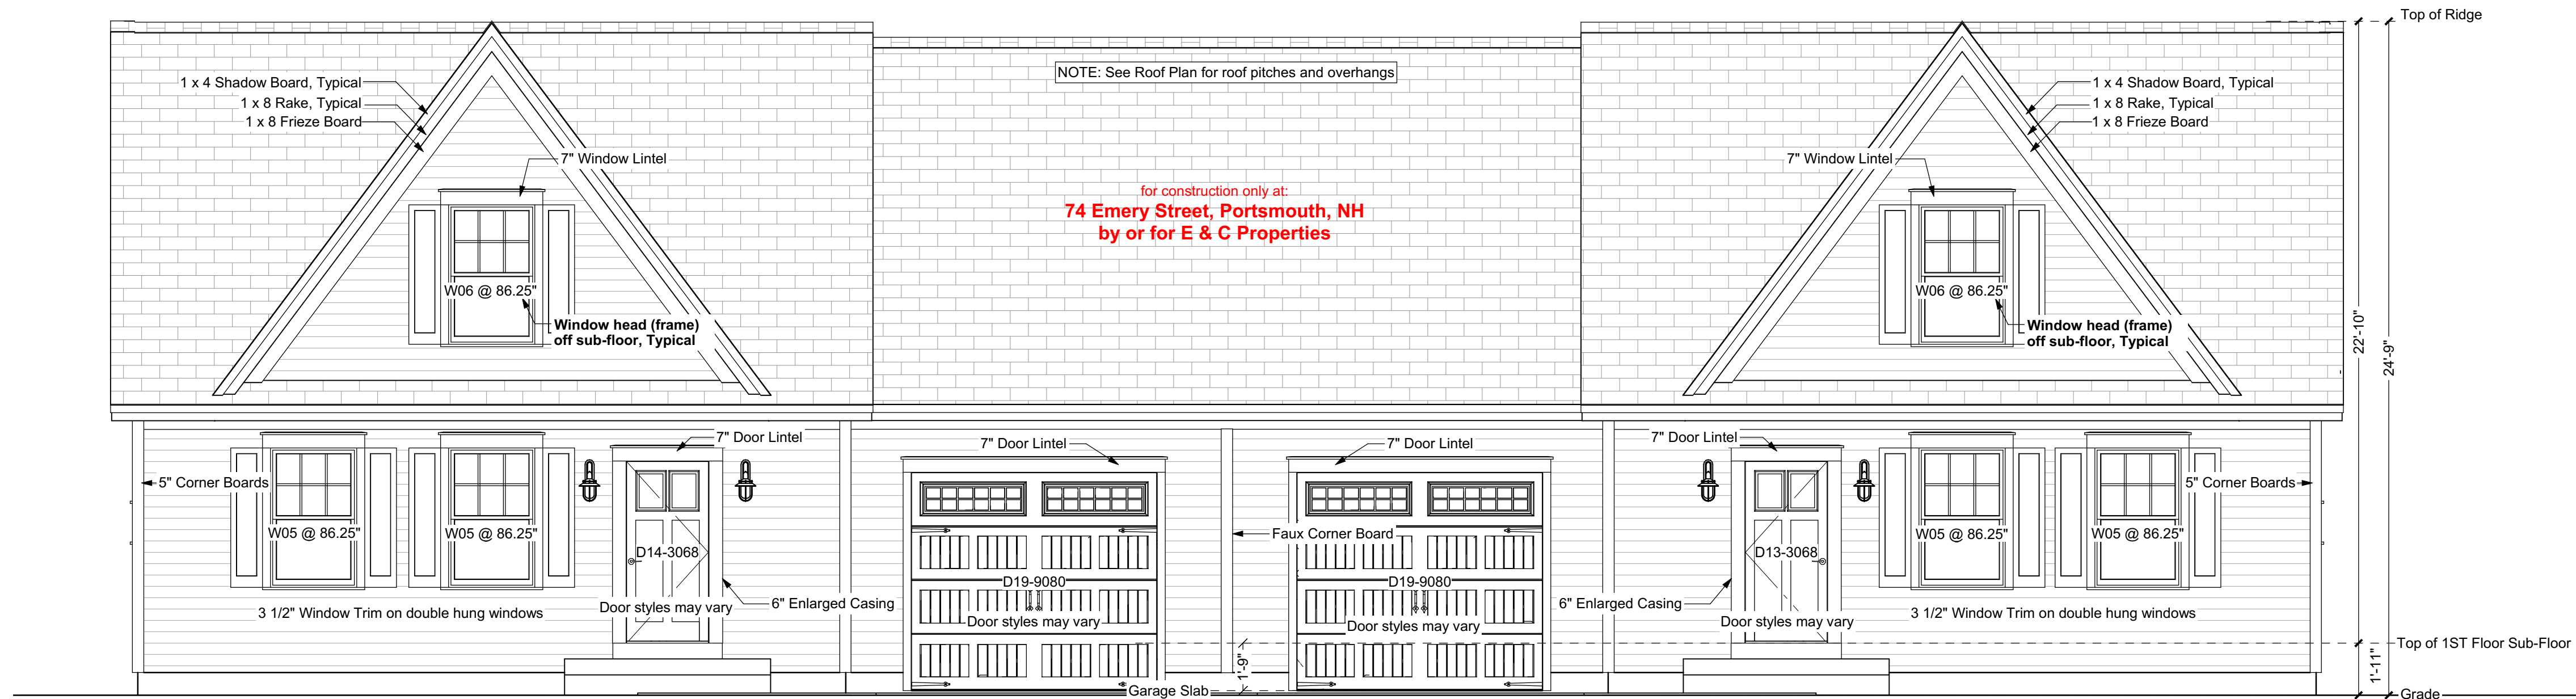 Top of Ridge
NOTE: See Roof Plan for roof pitches and overhangs
1 x 4 Shadow Board, Typical
1 x 8 Rake, Typical
1 x 8 Frieze Board
1 x 4 Shadow Board, Typical
1 x 8 Rake, Typical
1 x 8 Frieze Board
7" Window Lintel
7" Window Lintel
for construction only at:
74 Emery Street, Portsmouth, NH
by or for E & C Properties
W06 @ 86.25"
Window head (frame)
off sub-floor, Typical
W06 @ 86.25"
Window head (frame)
off sub-floor, Typical
22'-10"
24'-9"
7" Door Lintel
7" Door Lintel
7" Door Lintel
7" Door Lintel
5" Corner Boards
5" Corner Boards
W05 @ 86.25"
W05 @ 86.25"
D14-3068
Faux Corner Board
D13-3068
W05 @ 86.25"
W05 @ 86.25"
D19-9080
D19-9080
3 1/2" Window Trim on double hung windows
Door styles may vary
6" Enlarged Casing
Door styles may vary
Door styles may vary
6" Enlarged Casing
Door styles may vary
3 1/2" Window Trim on double hung windows
Top of 1ST Floor Sub-Floor
1'-9"
1'-11"
Garage Slab
Grade